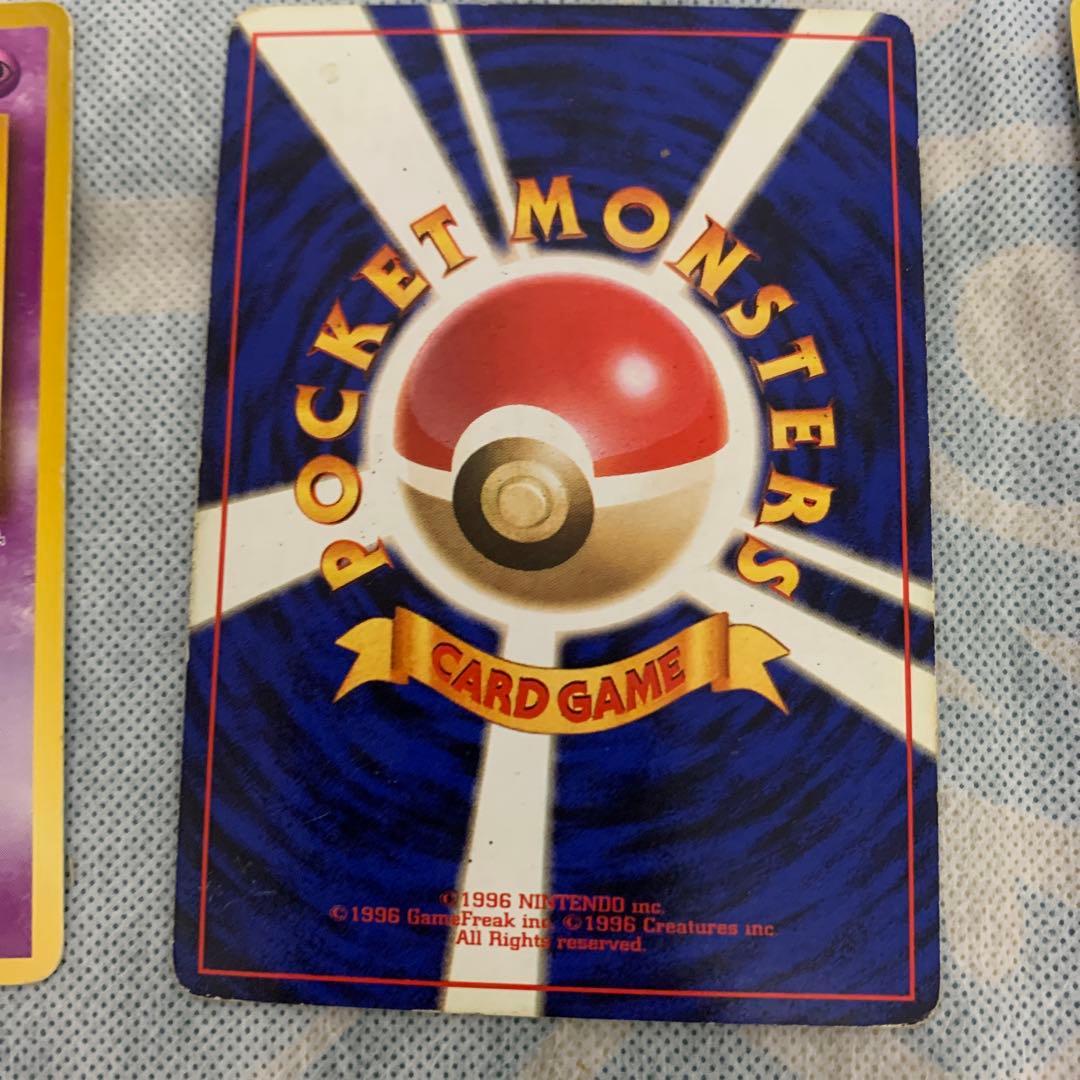 POCKET MONSTERS
CARD GAME
©1996 NINTENDO inc.
©1996 GameFreak inc. ©1996 Creatures inc.
All Rights reserved.